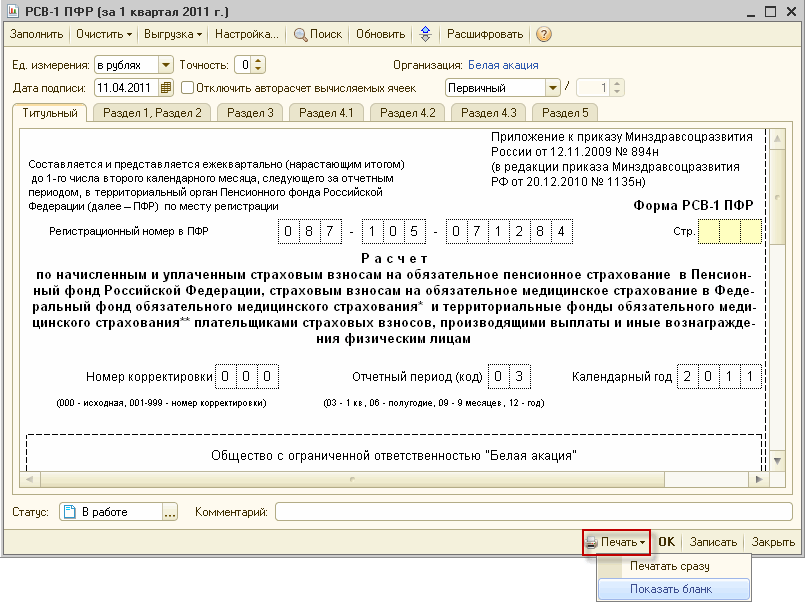 РСВ-1 ПФР (за 1 квартал 2011 г.)
Заполнить Очистить Выгрузка Настройка... Поиск Обновить Расшифровать ?
Ед. измерения: в рублях Точность: 0 Организация: Белая акация
Дата подписи: 11.04.2011 Отключить авторасчет вычисляемых ячеек Первичный / 1
Титульный Раздел 1, Раздел 2 Раздел 3 Раздел 4.1 Раздел 4.2 Раздел 4.3 Раздел 5
Приложение к приказу Минздравсоцразвития
России от 12.11.2009 № 894н
(в редакции приказа Минздравсоцразвития
РФ от 20.12.2010 № 1135н)
Составляется и представляется ежеквартально (нарастающим итогом)
до 1-го числа второго календарного месяца, следующего за отчетным
периодом, в территориальный орган Пенсионного фонда Российской
Федерации (далее – ПФР) по месту регистрации
Форма РСВ-1 ПФР
Регистрационный номер в ПФР 0 8 7 - 1 0 5 - 0 7 1 2 8 4 Стр.
Р а с ч е т
по начисленным и уплаченным страховым взносам на обязательное пенсионное страхование в Пенсион-
ный фонд Российской Федерации, страховым взносам на обязательное медицинское страхование в Феде-
ральный фонд обязательного медицинского страхования* и территориальные фонды обязательного меди-
цинского страхования** плательщиками страховых взносов, производящими выплаты и иные вознагражде-
ния физическим лицам
Номер корректировки 0 0 0 Отчетный период (код) 0 3 Календарный год 2 0 1 1
(000 - исходная, 001-999 - номер корректировки) (03 - 1 кв, 06 - полугодие, 09 - 9 месяцев, 12 - год)
Общество с ограниченной ответственностью "Белая акация"
Статус: В работе ... Комментарий:
Печать OK Записать Закрыть
Печатать сразу
Показать бланк